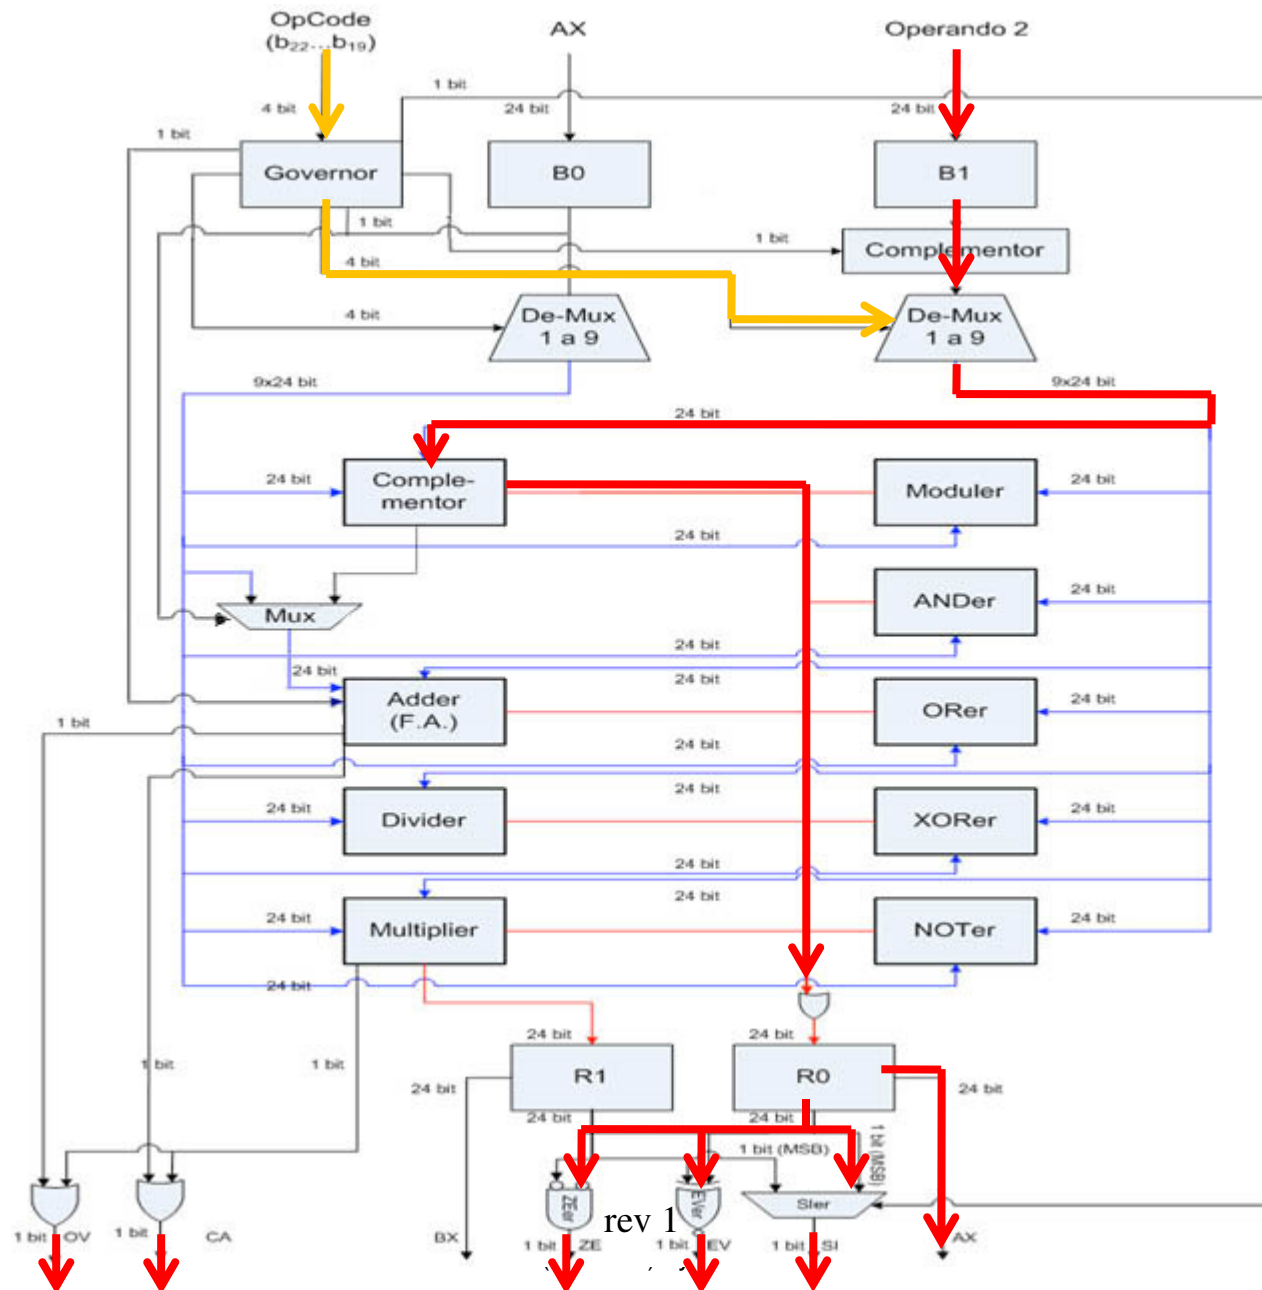 OpCode
(b22...b19)
AX
Operando 2
1 bit
4 bit
24 bit
24 bit
1 bit
Governor
B0
B1
1 bit
1 bit
Complementor
4 bit
4 bit
De-Mux
1 a 9
De-Mux
1 a 9
9x24 bit
9x24 bit
24 bit
24 bit
Comple-
mentor
Moduler
24 bit
24 bit
ANDer
24 bit
Mux
24 bit
24 bit
Adder
(F.A.)
24 bit
ORer
24 bit
1 bit
24 bit
24 bit
24 bit
Divider
XORer
24 bit
24 bit
24 bit
24 bit
Multiplier
NOTer
24 bit
24 bit
24 bit
24 bit
1 bit
1 bit
R1
R0
24 bit
24 bit
24 bit
24 bit
1 bit (MSB)
1 bit (MSB)
ZEer
EVer
SIer
rev 1
1 bit
OV
1 bit
CA
BX
1 bit
ZE
1 bit
EV
1 bit
SI
AX